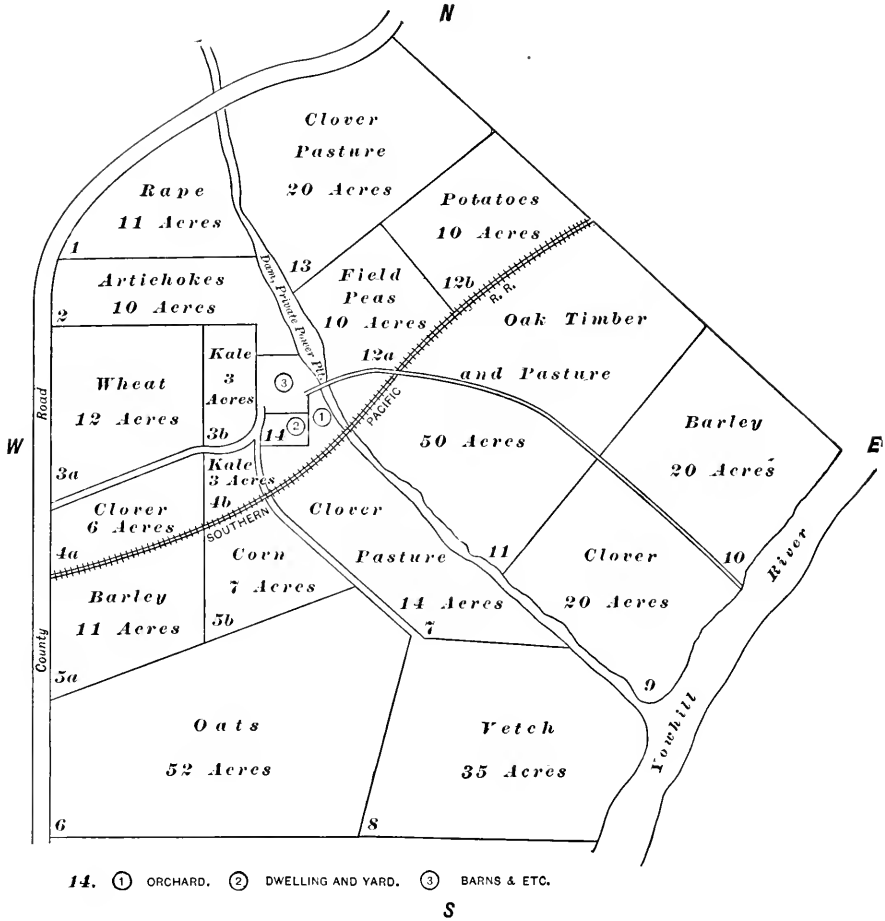 N
Clover
Pasture
20 Acres
13
Rape
11 Acres
1
Potatoes
10 Acres
12b
Artichokes
10 Acres
2
Dam, Private Power Plt.
Field
Peas
10 Acres
12a
R. R.
Oak Timber
and Pasture
50 Acres
11
Kale
3
Acres
3b
Wheat
12 Acres
3a
3
14
2
1
PACIFIC
Barley
20 Acres
10
Road
W
E
Kale
3 Acres
4b
Clover
6 Acres
4a
SOUTHERN
Clover
Pasture
14 Acres
7
Clover
20 Acres
9
River
Corn
7 Acres
5b
Barley
11 Acres
5a
County
Oats
52 Acres
6
Vetch
35 Acres
8
Yowhill
14. 1 ORCHARD. 2 DWELLING AND YARD. 3 BARNS & ETC.
S